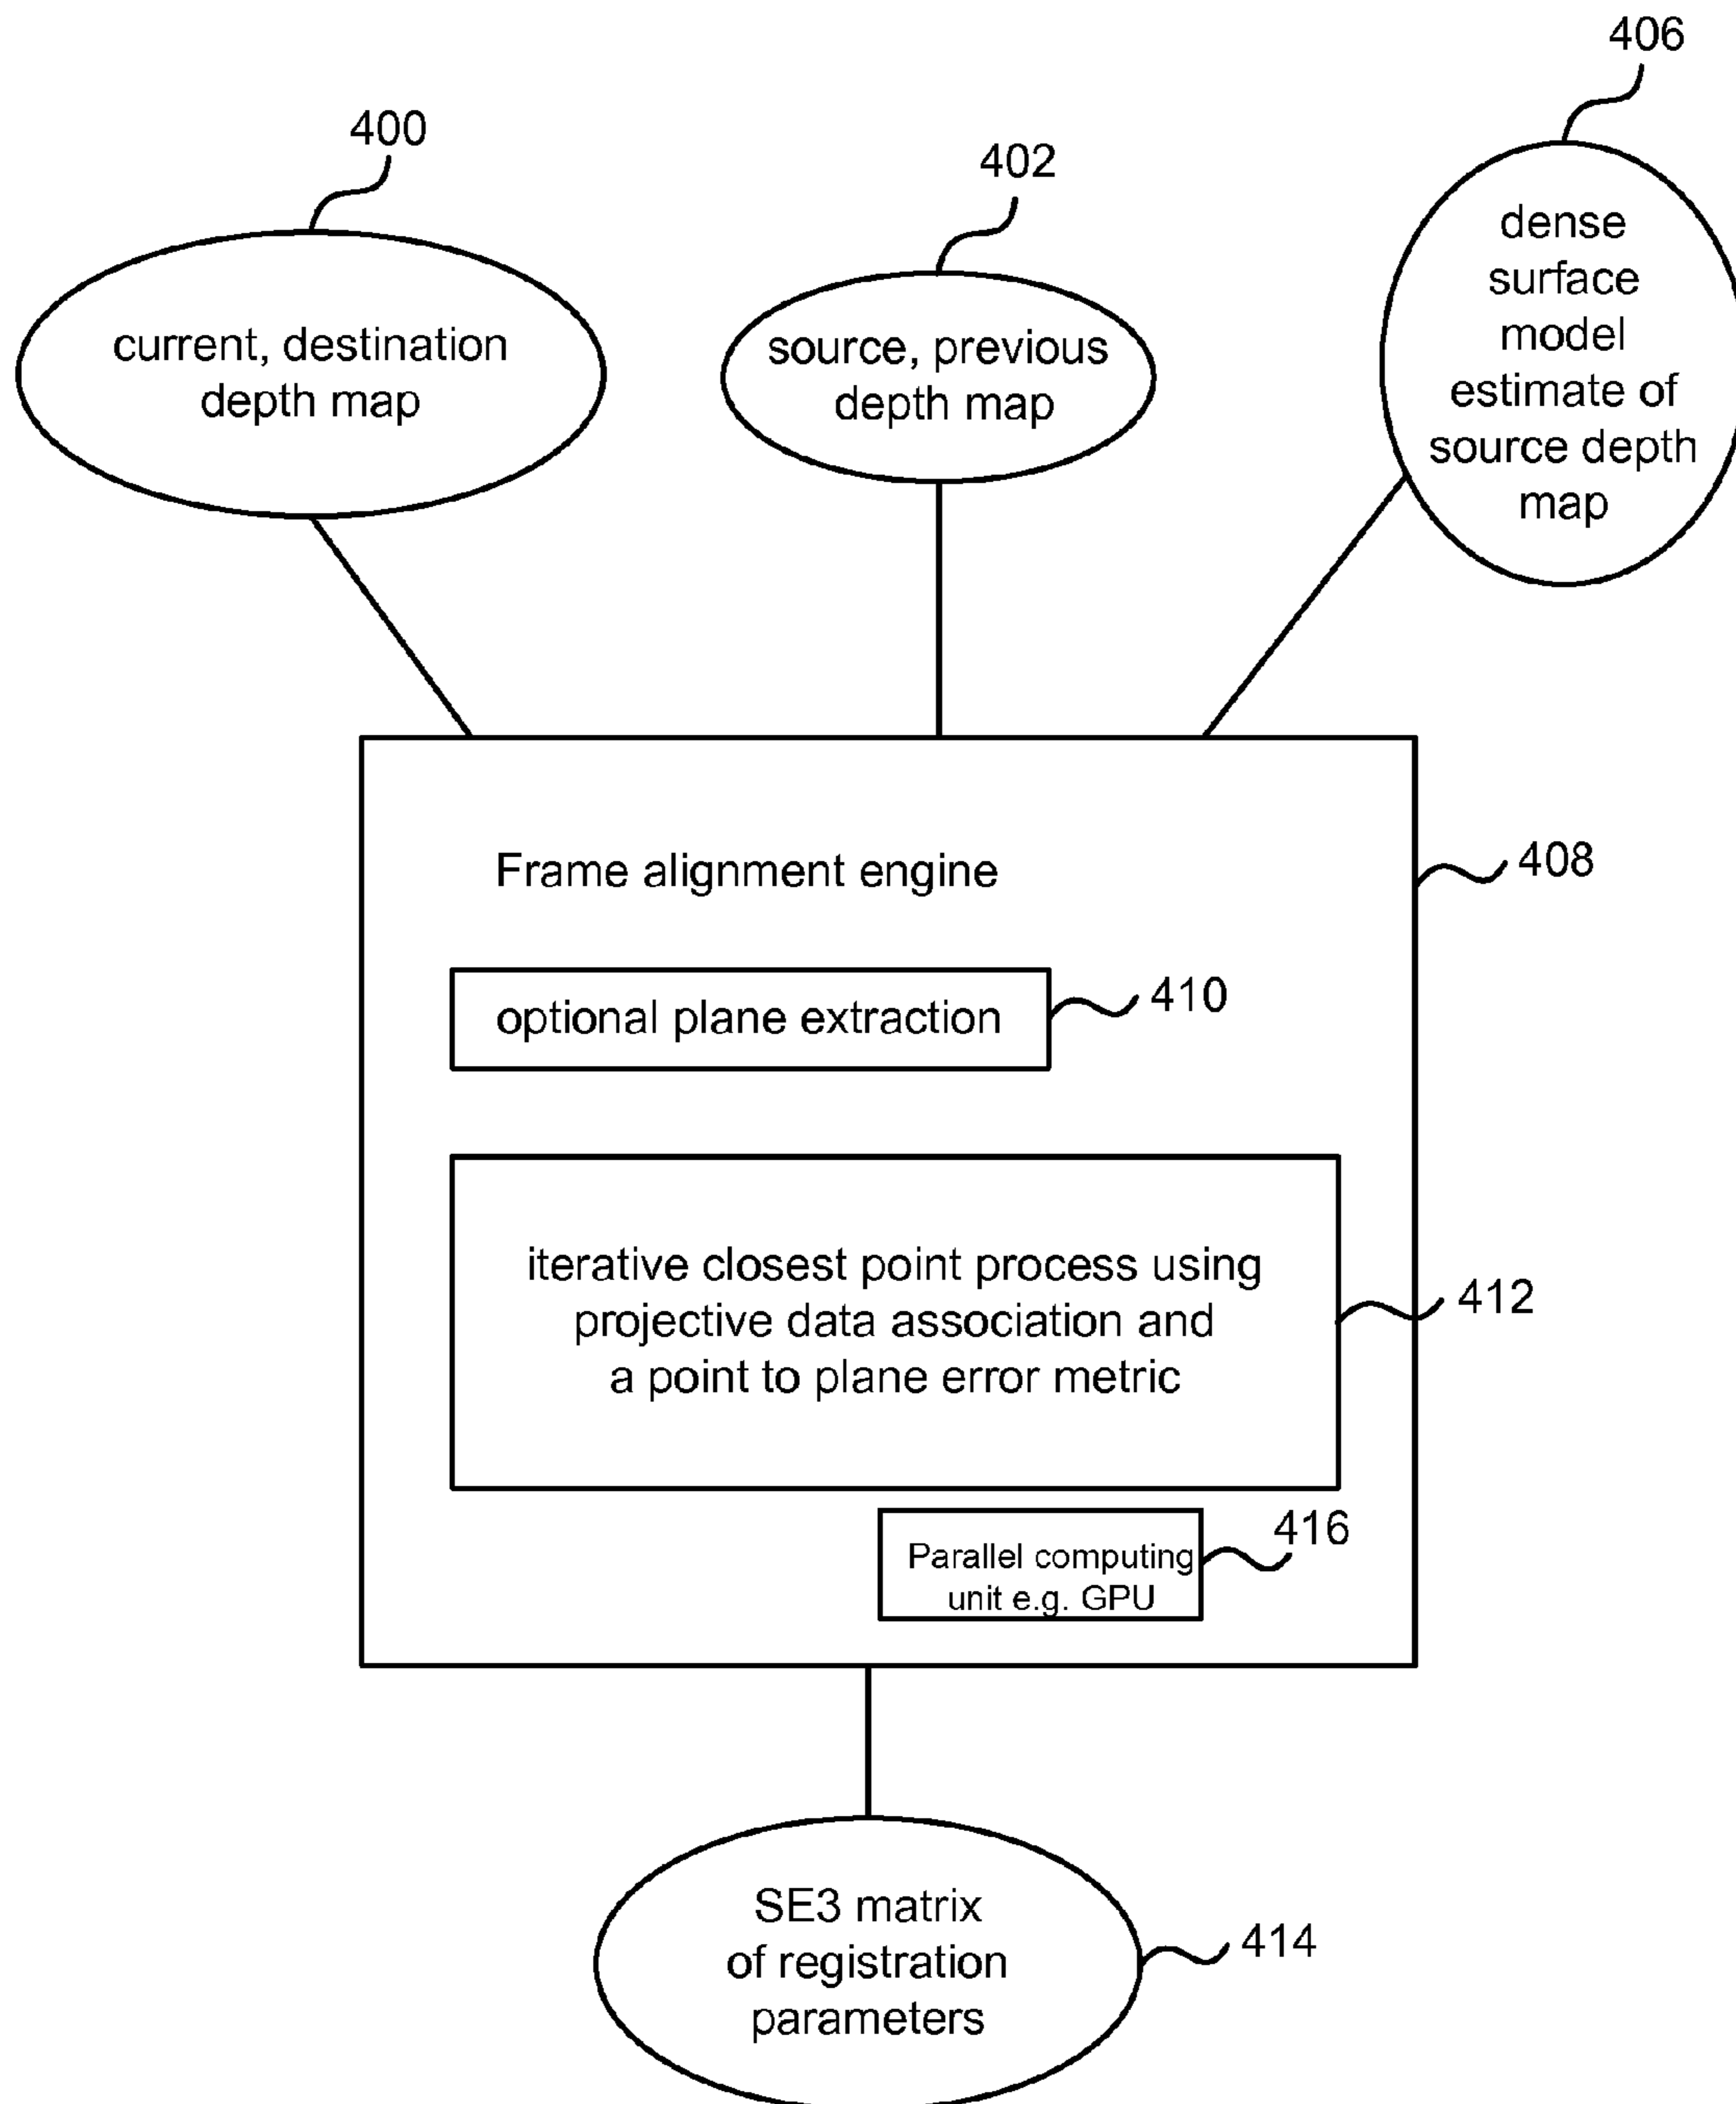 406
400
402
dense
surface
model
estimate of
source depth
map
current, destination
depth map
source, previous
depth map
Frame alignment engine
408
optional plane extraction
410
iterative closest point process using
projective data association and
a point to plane error metric
412
416
Parallel computing
unit e.g. GPU
SE3 matrix
of registration
parameters
414